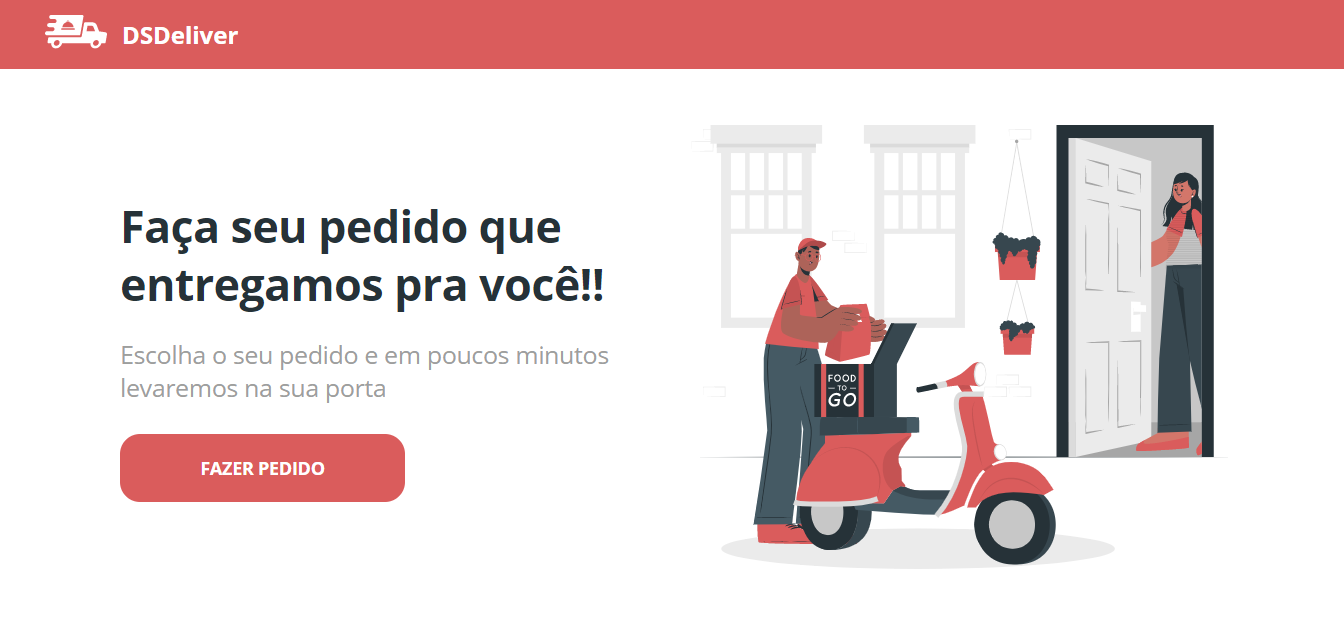 DSDeliver
Faça seu pedido que
entregamos pra você!!
Escolha o seu pedido e em poucos minutos
levaremos na sua porta
FAZER PEDIDO
FOOD
TO
GO